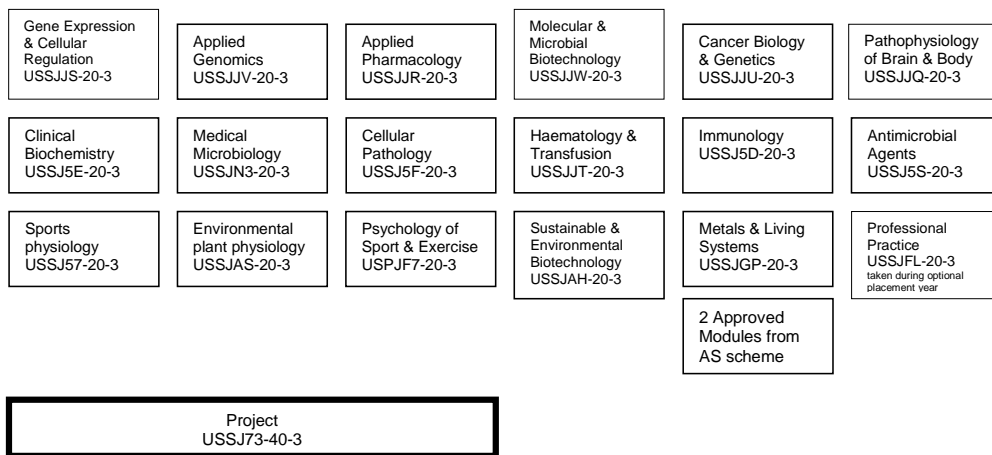 Gene Expression
& Cellular
Regulation
USSJJS-20-3
Applied
Genomics
USSJJV-20-3
Applied
Pharmacology
USSJJR-20-3
Molecular &
Microbial
Biotechnology
USSJJW-20-3
Cancer Biology
& Genetics
USSJJU-20-3
Pathophysiology
of Brain & Body
USSJJQ-20-3
Clinical
Biochemistry
USSJ5E-20-3
Medical
Microbiology
USSJN3-20-3
Cellular
Pathology
USSJ5F-20-3
Haematology &
Transfusion
USSJJT-20-3
Immunology
USSJ5D-20-3
Antimicrobial
Agents
USSJ5S-20-3
Sports
physiology
USSJ57-20-3
Environmental
plant physiology
USSJAS-20-3
Psychology of
Sport & Exercise
USPJF7-20-3
Sustainable &
Environmental
Biotechnology
USSJAH-20-3
Metals & Living
Systems
USSJGP-20-3
Professional
Practice
USSJFL-20-3
taken during optional
placement year
2 Approved
Modules from
AS scheme
Project
USSJ73-40-3